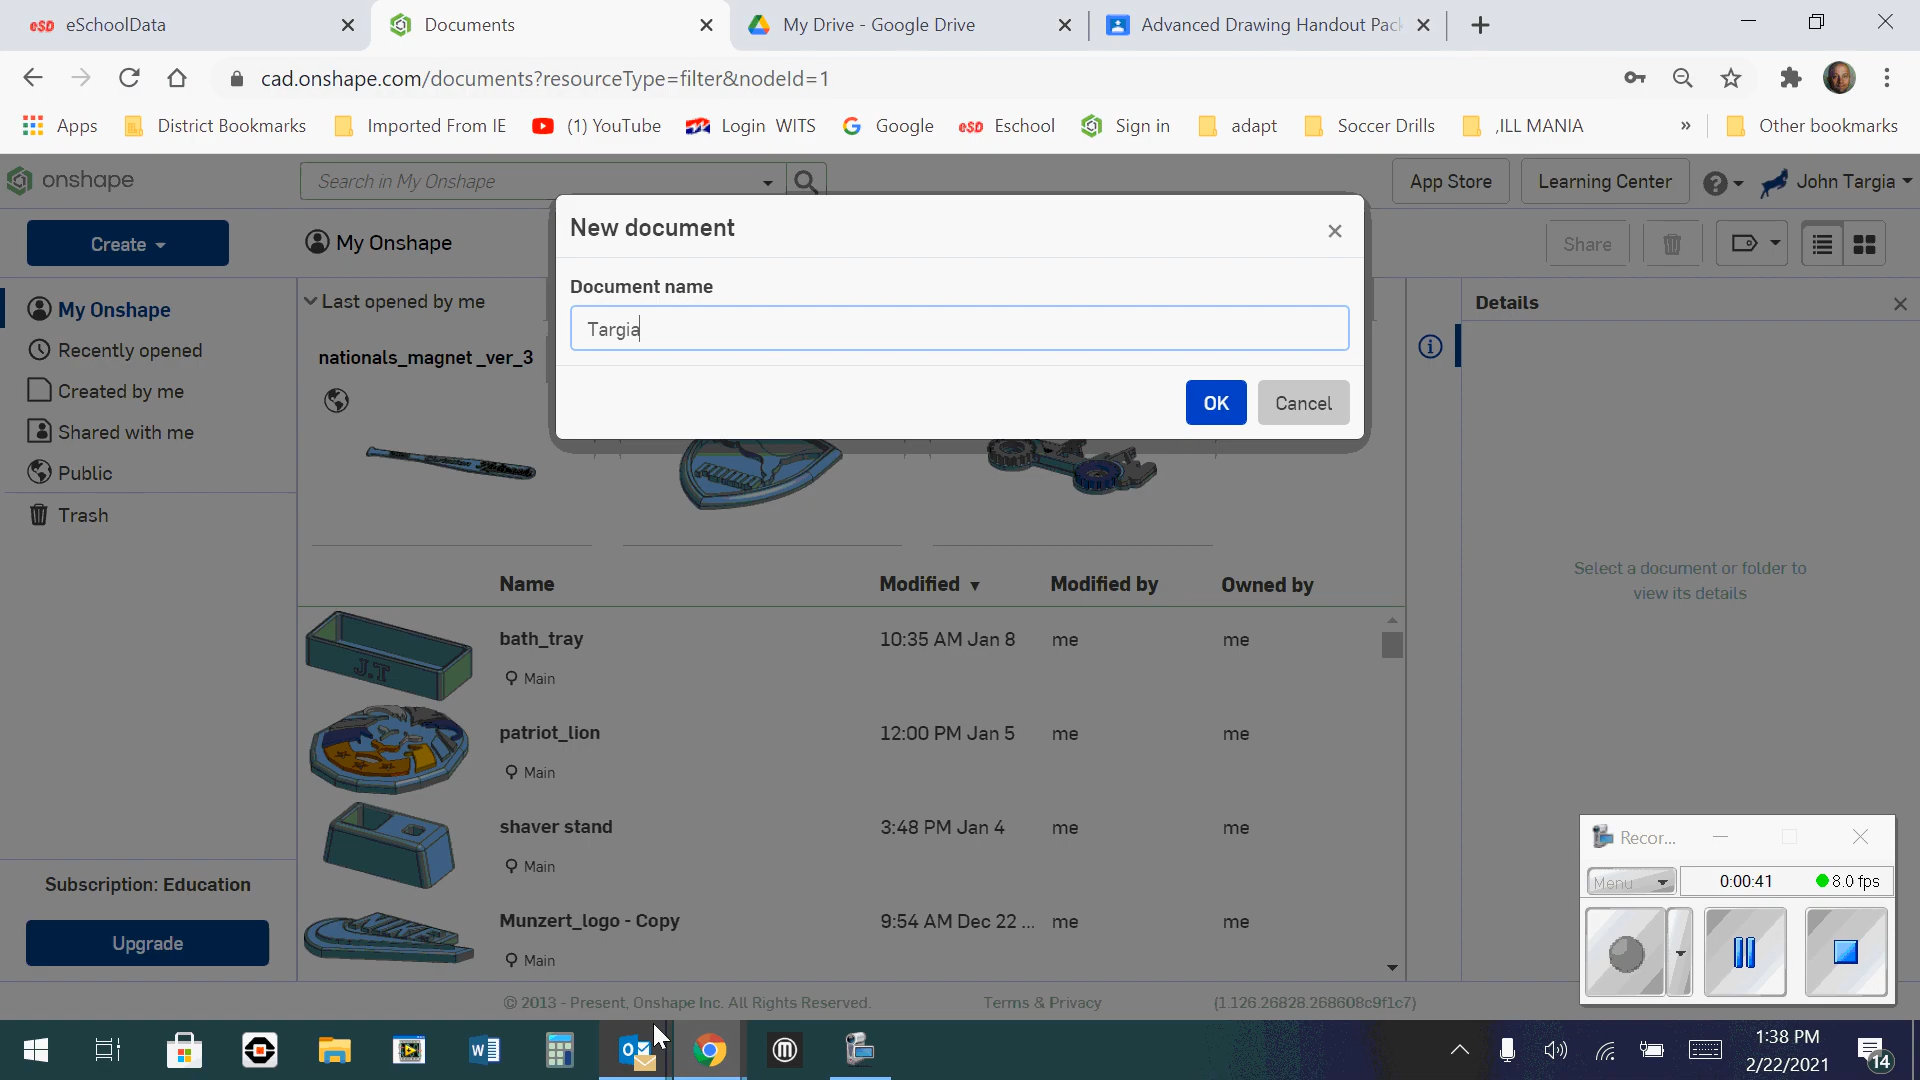 eSchoolData
Documents
My Drive - Google Drive
Advanced Drawing Handout Pac
cad.onshape.com/documents?resourceType=filter&nodeId=1
Apps
District Bookmarks
Imported From IE
(1) YouTube
Login WITS
Google
eSD Eschool
Sign in
adapt
Soccer Drills
,ILL MANIA
»
Other bookmarks
onshape
Search in My Onshape
App Store
Learning Center
John Targia
Create
My Onshape
New document
Share
Document name
Targia
OK
Cancel
My Onshape
Recently opened
Created by me
Shared with me
Public
Trash
Last opened by me
nationals_magnet_ver_3
Details
Select a document or folder to
view its details
Name
Modified
Modified by
Owned by
J.T
bath_tray
10:35 AM Jan 8
me
me
Main
patriot_lion
12:00 PM Jan 5
me
me
Main
shaver stand
3:48 PM Jan 4
me
me
Main
Munzert_logo - Copy
9:54 AM Dec 22 ...
me
me
Main
Subscription: Education
Upgrade
Recor...
Menu
0:00:41
8.0 fps
© 2013 - Present, Onshape Inc. All Rights Reserved.
Terms & Privacy
(1.126.26828.268608c9f1c7)
1:38 PM
2/22/2021
14